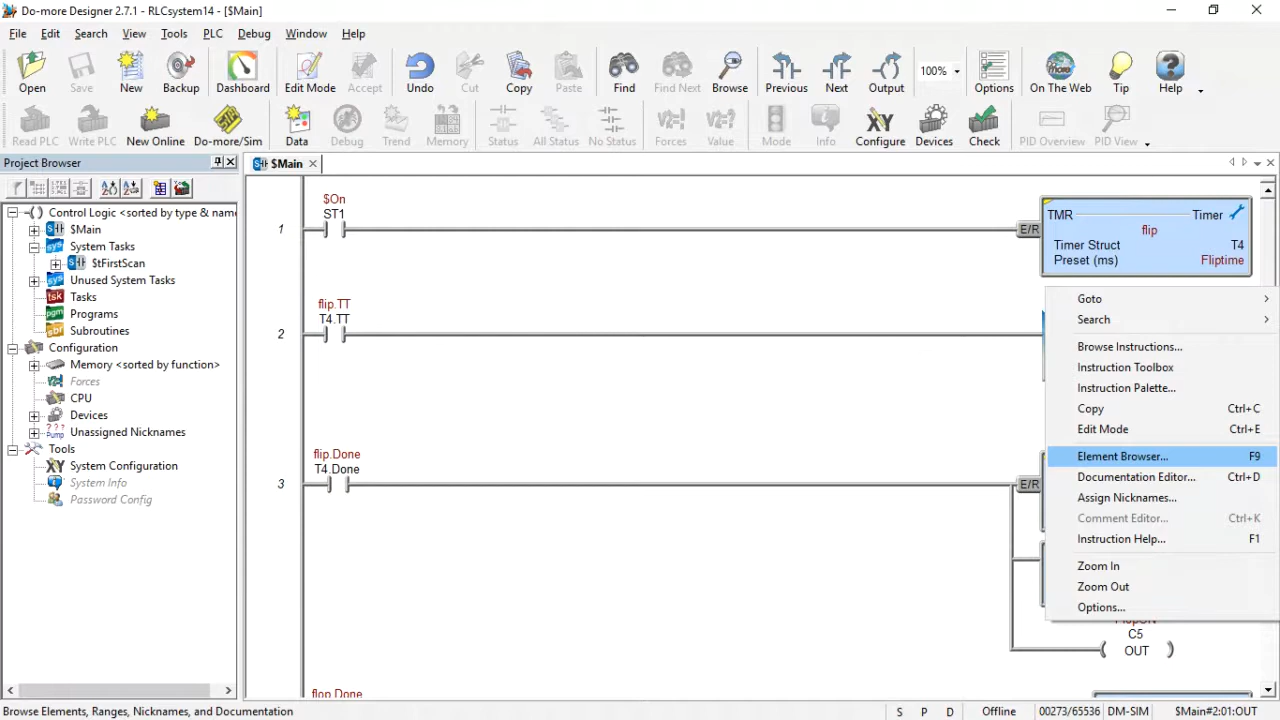 Do-more Designer 2.7.1 - RLCsystem14 - [$Main]
File Edit Search View Tools PLC Debug Window Help
Open Save New Backup Dashboard Edit Mode Accept Undo Cut Copy Paste Find Find Next Browse Previous Next Output 100% Options On The Web Tip Help
Read PLC Write PLC New Online Do-more/Sim Data Debug Trend Memory Status All Status No Status Forces Value Mode Info Configure Devices Check PID Overview PID View
Project Browser
$Main
Control Logic <sorted by type & name
$Main
System Tasks
$tFirstScan
Unused System Tasks
Tasks
Programs
Subroutines
Configuration
Memory <sorted by function>
Forces
CPU
Devices
Unassigned Nicknames
Tools
System Configuration
System Info
Password Config
$On
ST1
1
E/R
TMR Timer
flip
Timer Struct T4
Preset (ms) Fliptime
flip.TT
T4.TT
2
flip.Done
T4.Done
3
E/R
Goto
Search
Browse Instructions...
Instruction Toolbox
Instruction Palette...
Copy Ctrl+C
Edit Mode Ctrl+E
Element Browser... F9
Documentation Editor... Ctrl+D
Assign Nicknames...
Comment Editor... Ctrl+K
Instruction Help... F1
Zoom In
Zoom Out
Options...
C5
OUT
flop.Done
Browse Elements, Ranges, Nicknames, and Documentation
S P D Offline 00273/65536 DM-SIM $Main#2:01:OUT